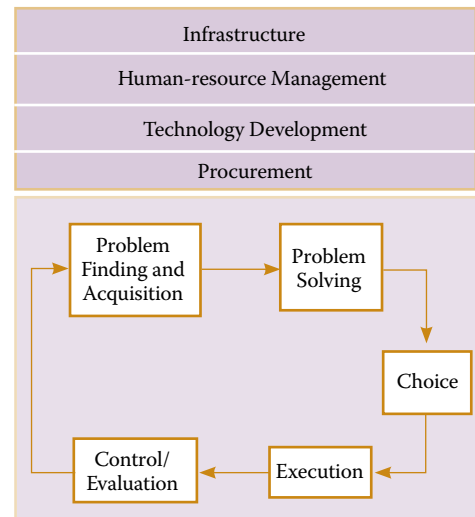 Infrastructure
Human-resource Management
Technology Development
Procurement
Problem
Finding and
Acquisition
Problem
Solving
Choice
Execution
Control/
Evaluation